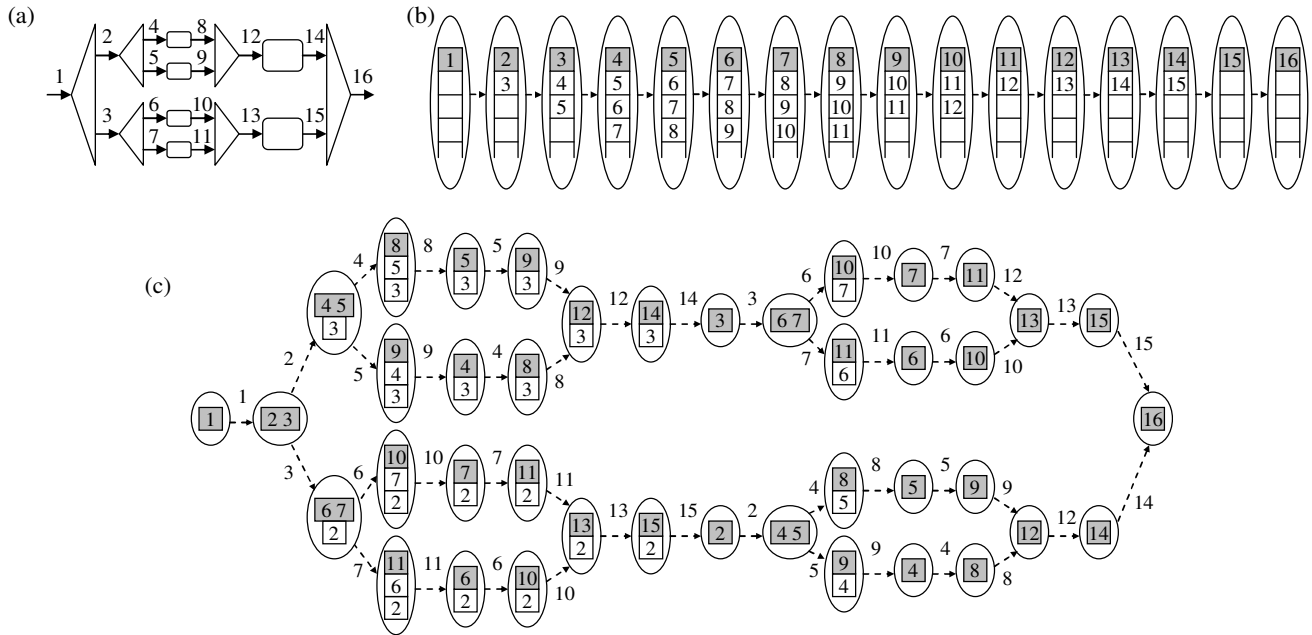 (a)
2 4 8 12 14
5 9
1 16
6 10
3 7 11 13 15
(b)
1 2 3 4 5 6 7 8 9 10 11 12 13 14 15 16
3 4 5 6 7 8 9 10 11 12 13 14 15
5 6 7 8 9 10 11 12
7 8 9 10 11
(c)
4 8 8 5 6 10 10 7
5 5 9 9 10 7 11 12
3 3 3 7
4 5 12 12 14 14 3 13 13 15
3 3 3 3 6 7
2 5 9 9 4 7 11 11 6 15
4 4 8 8 6 6 10 10
3 3 3
1 1 2 3 16
3 6 10 10 7 4 8 8 5
7 7 11 11 5 5 9 9
2 2 2
6 7 13 13 15 15 2 2 4 5 12 12 14 14
2 2 2
7 11 11 6 5 9 9 4
6 6 10 10 4 4 8 8
2 2 2